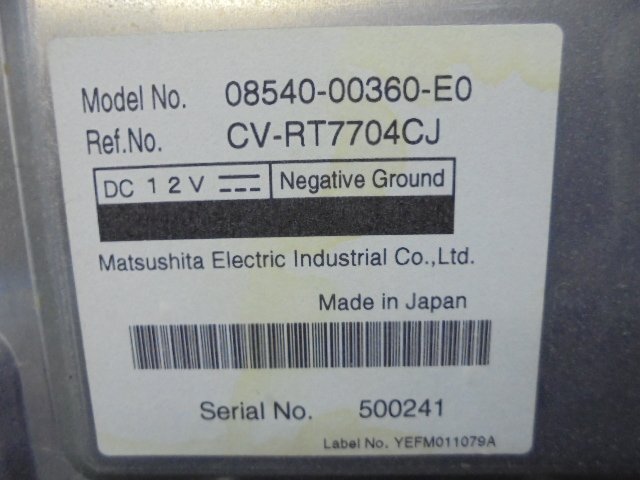 Model No. 08540-00360-E0
Ref.No. CV-RT7704CJ
DC 12V Negative Ground
Matsushita Electric Industrial Co.,Ltd.
Made in Japan
Serial No. 500241
Label No. YEFM011079A